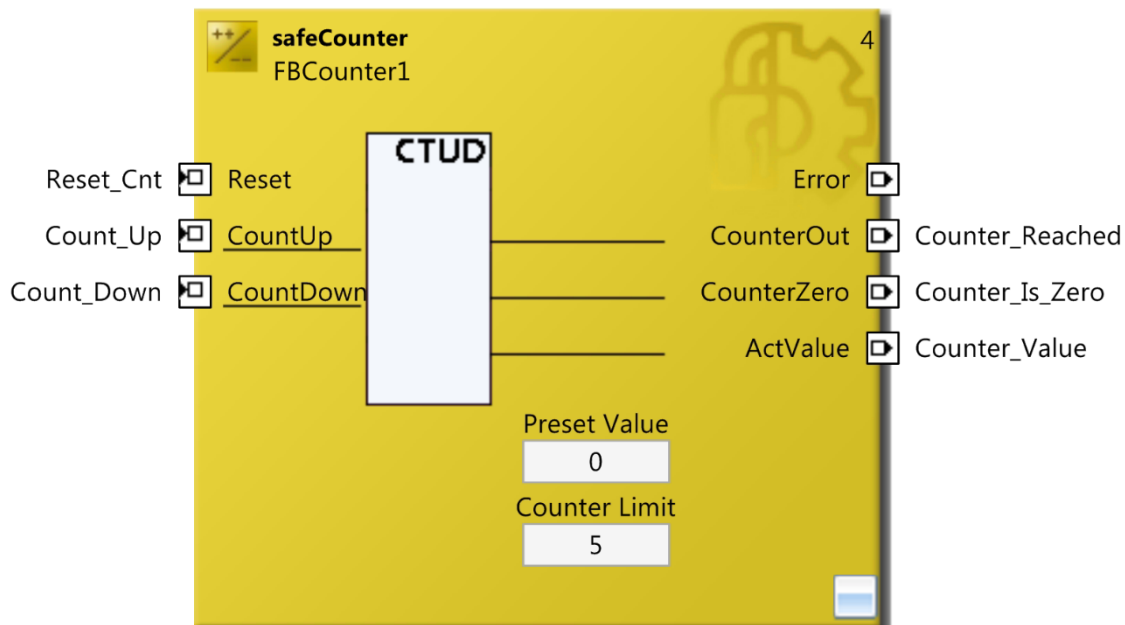 ++
--
safeCounter
4
FBCounter1
CTUD
Reset_Cnt Reset Error
Count_Up CountUp CounterOut Counter_Reached
Count_Down CountDown CounterZero Counter_Is_Zero
ActValue Counter_Value
Preset Value
0
Counter Limit
5